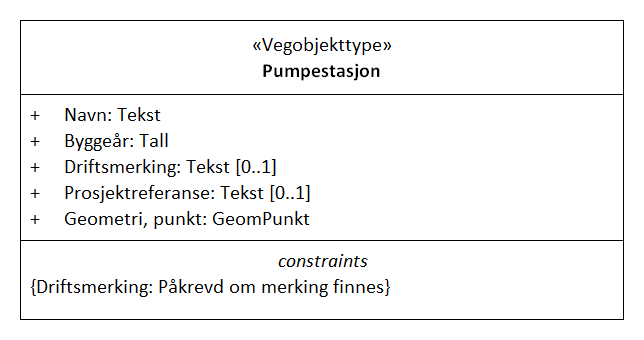 «Vegobjekttype»
Pumpestasjon
+ Navn: Tekst
+ Byggeår: Tall
+ Driftsmerking: Tekst [0..1]
+ Prosjektreferanse: Tekst [0..1]
+ Geometri, punkt: GeomPunkt
constraints
{Driftsmerking: Påkrevd om merking finnes}